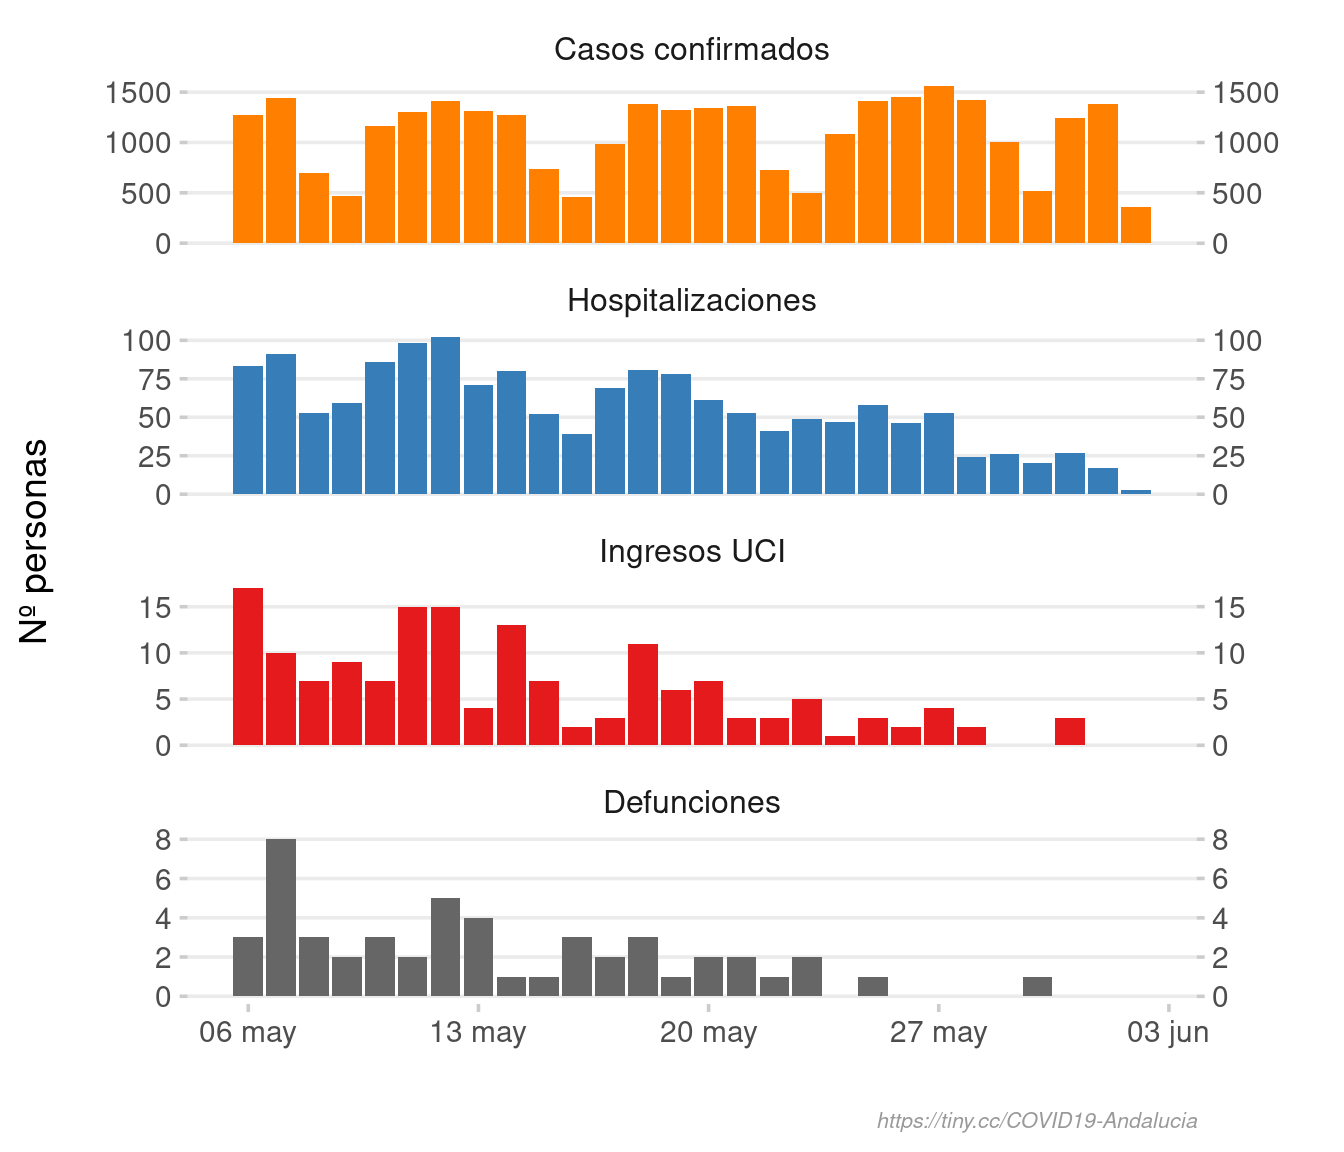 Casos confirmados
1500 1500
1000 1000
500 500
0 0
Hospitalizaciones
100 100
75 75
50 50
25 25
0 0
Nº personas
Ingresos UCI
15 15
10 10
5 5
0 0
Defunciones
8 8
6 6
4 4
2 2
0 0
06 may 13 may 20 may 27 may 03 jun
https://tiny.cc/COVID19-Andalucia